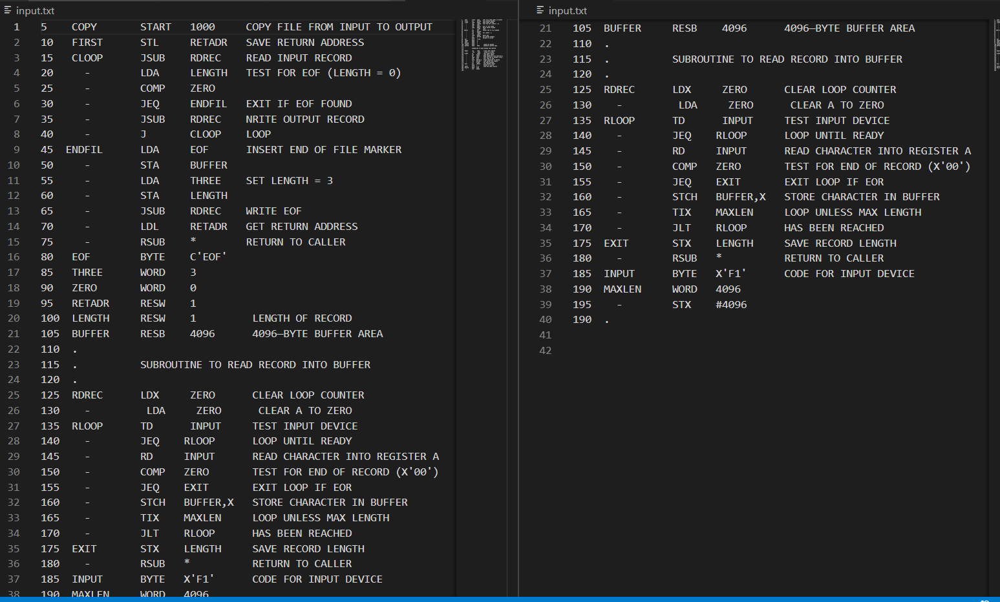 input.txt
1 5 COPY START 1000 COPY FILE FROM INPUT TO OUTPUT
2 10 FIRST STL RETADR SAVE RETURN ADDRESS
3 15 CLOOP JSUB RDREC READ INPUT RECORD
4 20 - LDA LENGTH TEST FOR EOF (LENGTH = 0)
5 25 - COMP ZERO
6 30 - JEQ ENDFIL EXIT IF EOF FOUND
7 35 - JSUB RDREC NRITE OUTPUT RECORD
8 40 - J CLOOP LOOP
9 45 ENDFIL LDA EOF INSERT END OF FILE MARKER
10 50 - STA BUFFER
11 55 - LDA THREE SET LENGTH = 3
12 60 - STA LENGTH
13 65 - JSUB RDREC WRITE EOF
14 70 - LDL RETADR GET RETURN ADDRESS
15 75 - RSUB * RETURN TO CALLER
16 80 EOF BYTE C'EOF'
17 85 THREE WORD 3
18 90 ZERO WORD 0
19 95 RETADR RESW 1
20 100 LENGTH RESW 1 LENGTH OF RECORD
21 105 BUFFER RESB 4096 4096—BYTE BUFFER AREA
22 110 .
23 115 . SUBROUTINE TO READ RECORD INTO BUFFER
24 120 .
25 125 RDREC LDX ZERO CLEAR LOOP COUNTER
26 130 - LDA ZERO CLEAR A TO ZERO
27 135 RLOOP TD INPUT TEST INPUT DEVICE
28 140 - JEQ RLOOP LOOP UNTIL READY
29 145 - RD INPUT READ CHARACTER INTO REGISTER A
30 150 - COMP ZERO TEST FOR END OF RECORD (X'00')
31 155 - JEQ EXIT EXIT LOOP IF EOR
32 160 - STCH BUFFER,X STORE CHARACTER IN BUFFER
33 165 - TIX MAXLEN LOOP UNLESS MAX LENGTH
34 170 - JLT RLOOP HAS BEEN REACHED
35 175 EXIT STX LENGTH SAVE RECORD LENGTH
36 180 - RSUB * RETURN TO CALLER
37 185 INPUT BYTE X'F1' CODE FOR INPUT DEVICE
38 190 MAXLEN WORD 4096
input.txt
21 105 BUFFER RESB 4096 4096—BYTE BUFFER AREA
22 110 .
23 115 . SUBROUTINE TO READ RECORD INTO BUFFER
24 120 .
25 125 RDREC LDX ZERO CLEAR LOOP COUNTER
26 130 - LDA ZERO CLEAR A TO ZERO
27 135 RLOOP TD INPUT TEST INPUT DEVICE
28 140 - JEQ RLOOP LOOP UNTIL READY
29 145 - RD INPUT READ CHARACTER INTO REGISTER A
30 150 - COMP ZERO TEST FOR END OF RECORD (X'00')
31 155 - JEQ EXIT EXIT LOOP IF EOR
32 160 - STCH BUFFER,X STORE CHARACTER IN BUFFER
33 165 - TIX MAXLEN LOOP UNLESS MAX LENGTH
34 170 - JLT RLOOP HAS BEEN REACHED
35 175 EXIT STX LENGTH SAVE RECORD LENGTH
36 180 - RSUB * RETURN TO CALLER
37 185 INPUT BYTE X'F1' CODE FOR INPUT DEVICE
38 190 MAXLEN WORD 4096
39 195 - STX #4096
40 190 .
41
42